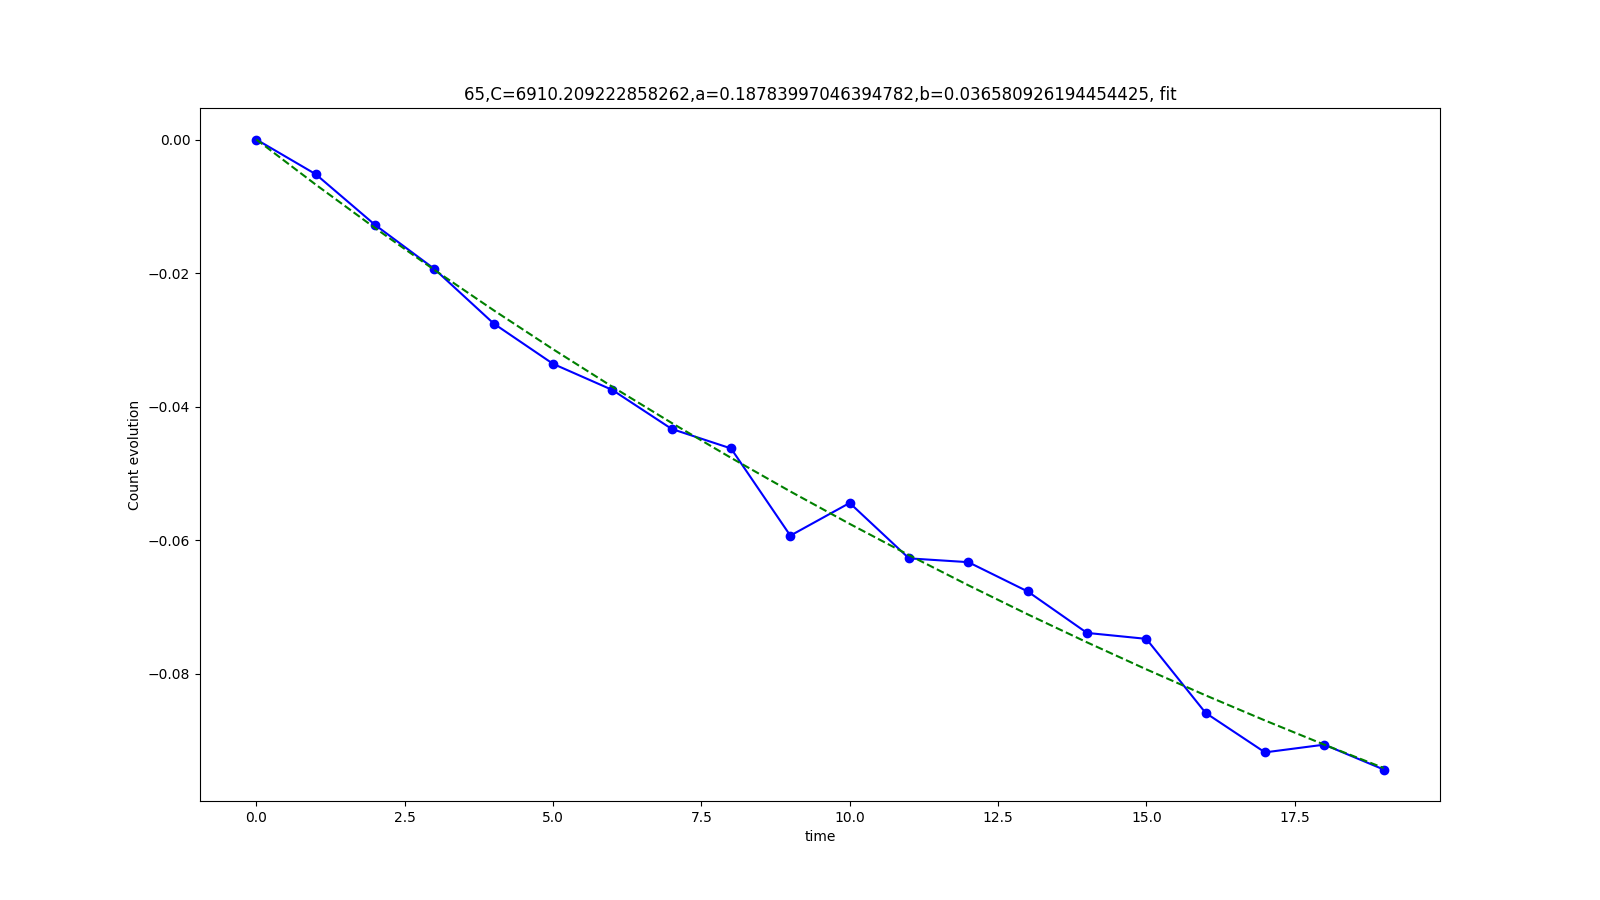 65,C=6910.209222858262,a=0.18783997046394782,b=0.036580926194454425, fit
0.00
−0.02
−0.04
−0.06
−0.08
Count evolution
0.0 2.5 5.0 7.5 10.0 12.5 15.0 17.5
time